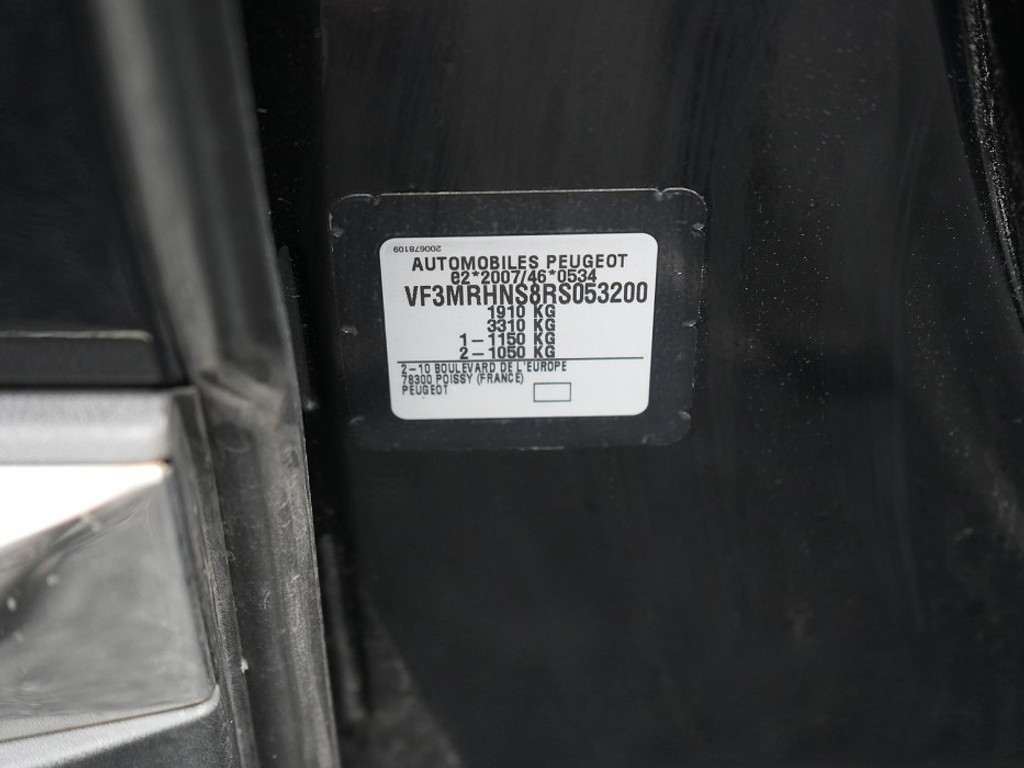 200678109
AUTOMOBILES PEUGEOT
e2*2007/46*0534
VF3MRHNS8RS053200
1910 KG
3310 KG
1 – 1150 KG
2 – 1050 KG
2-10 BOULEVARD DE L'EUROPE
78300 POISSY (FRANCE)
PEUGEOT